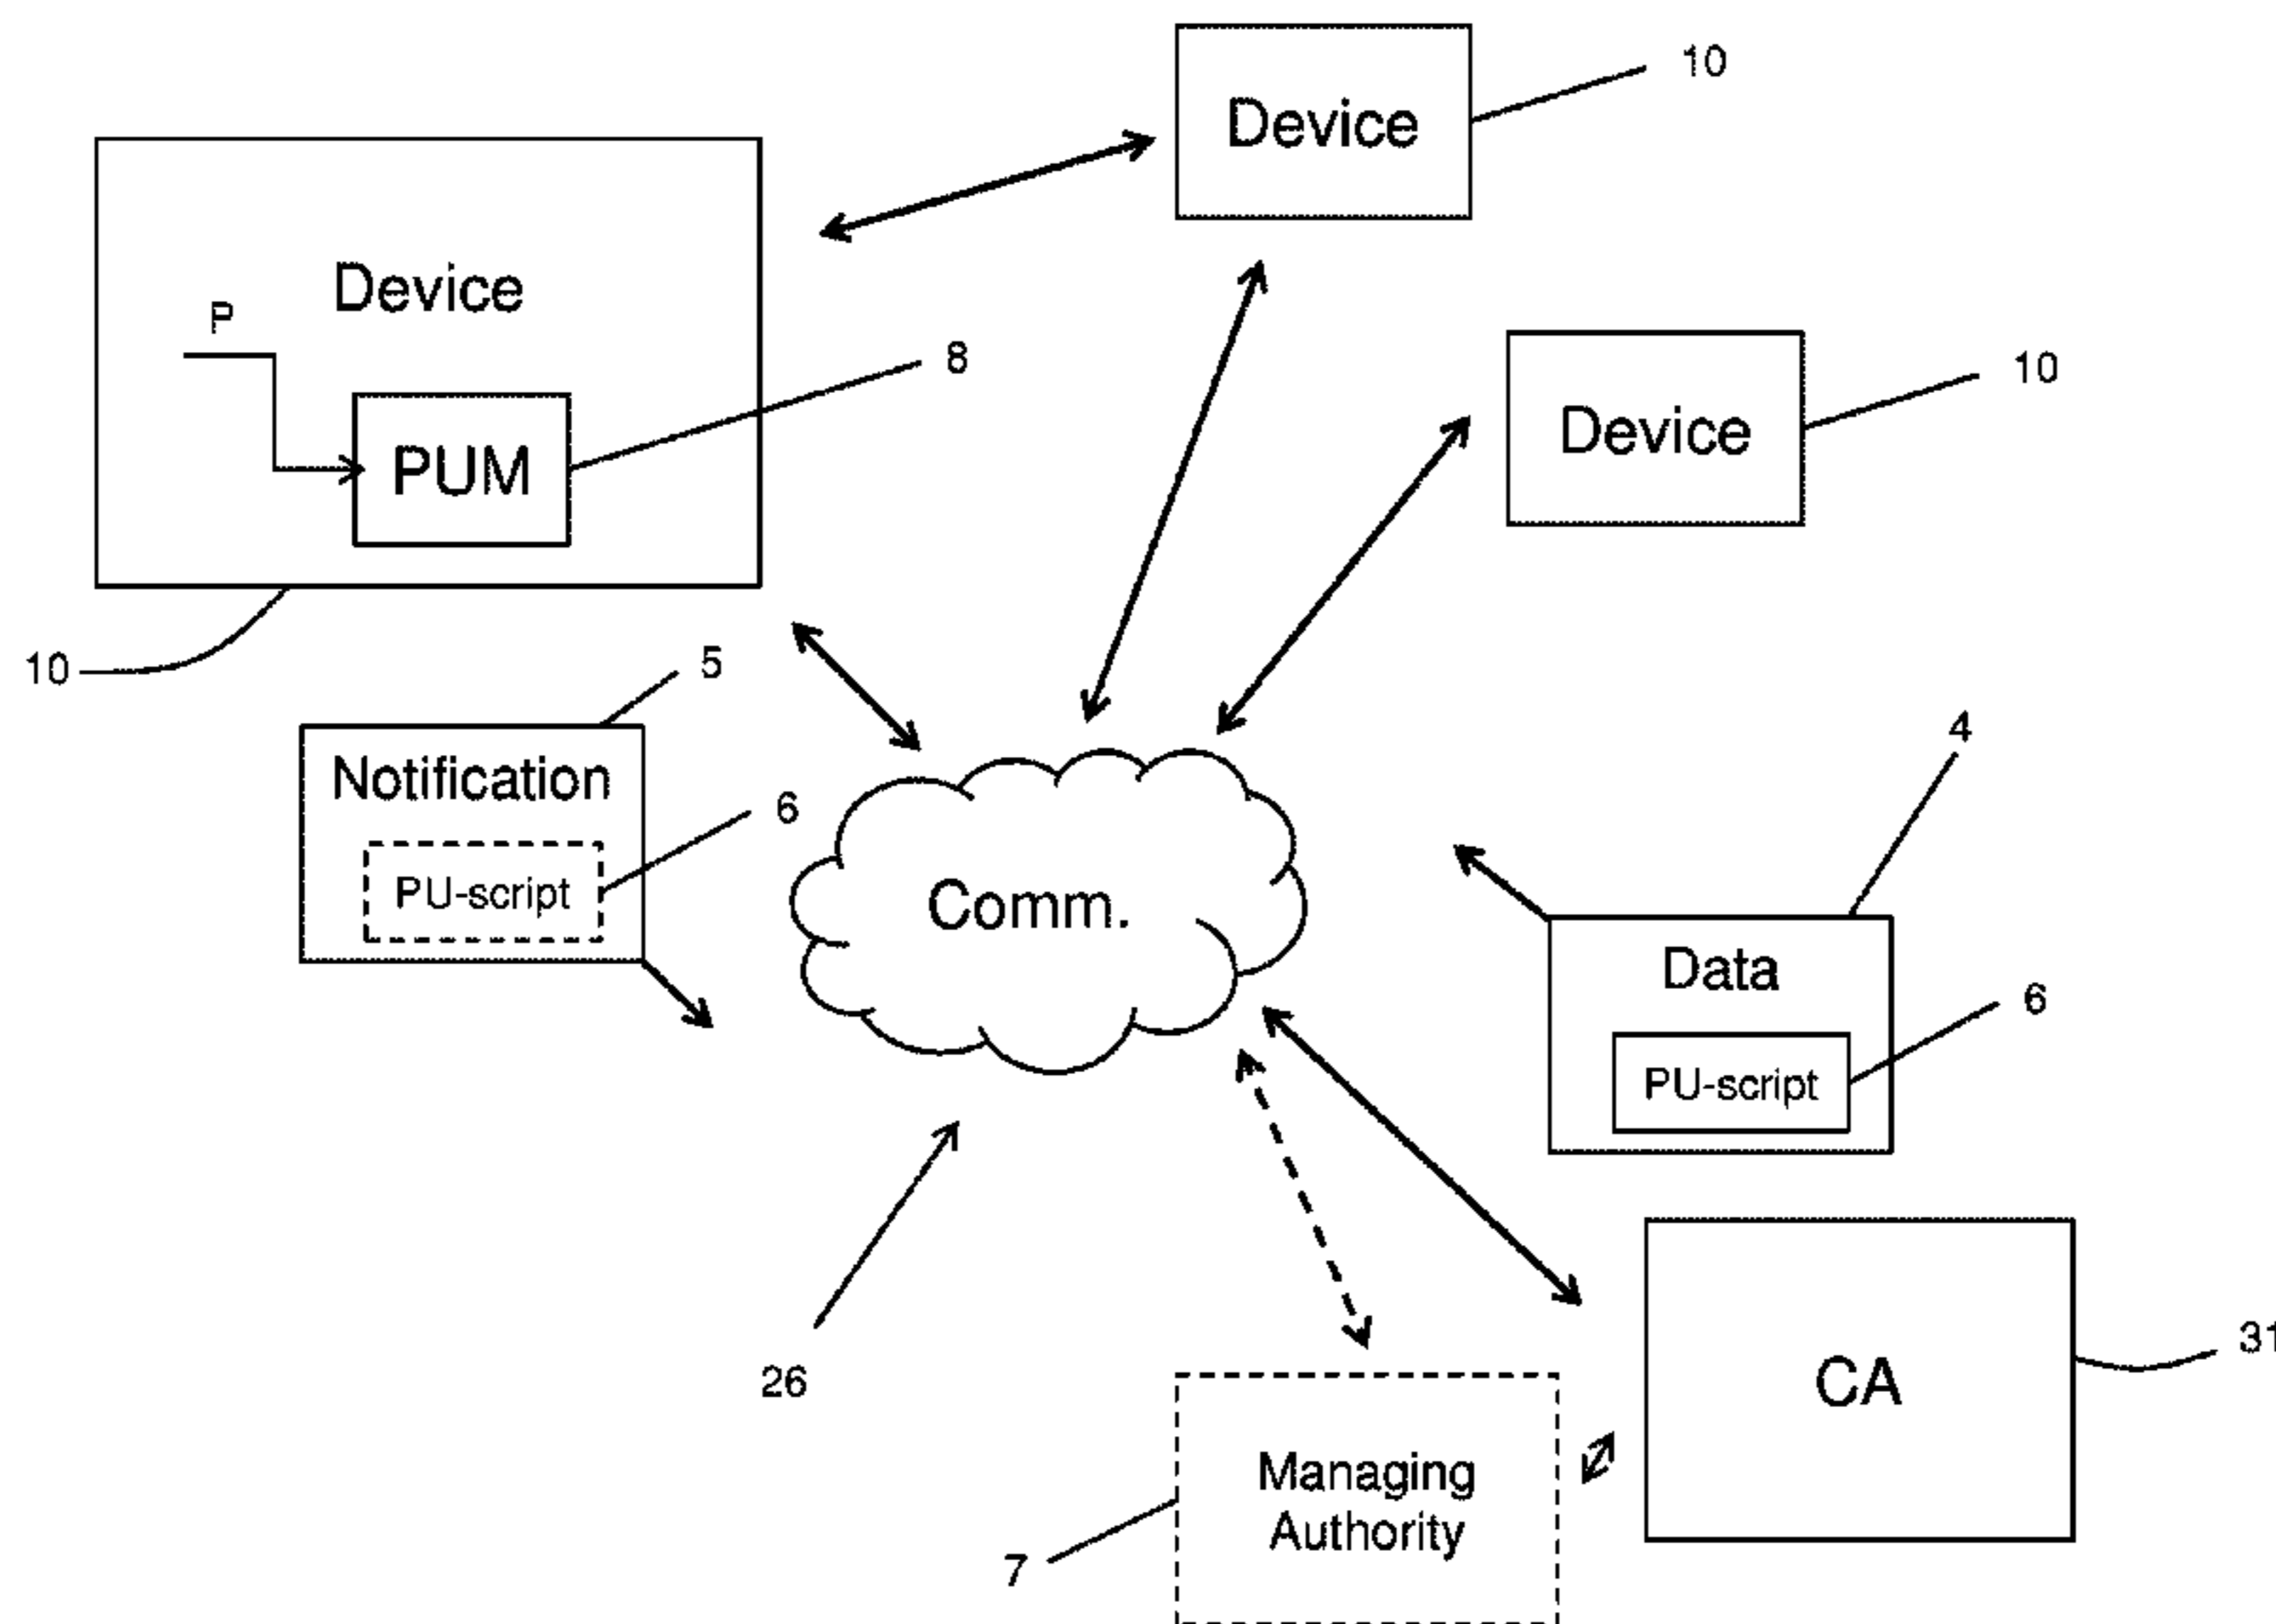 10
Device
Device
P
8
PUM
Device
10
10
5
Notification
6
PU-script
Comm.
4
Data
6
PU-script
26
CA
31
Managing
Authority
7